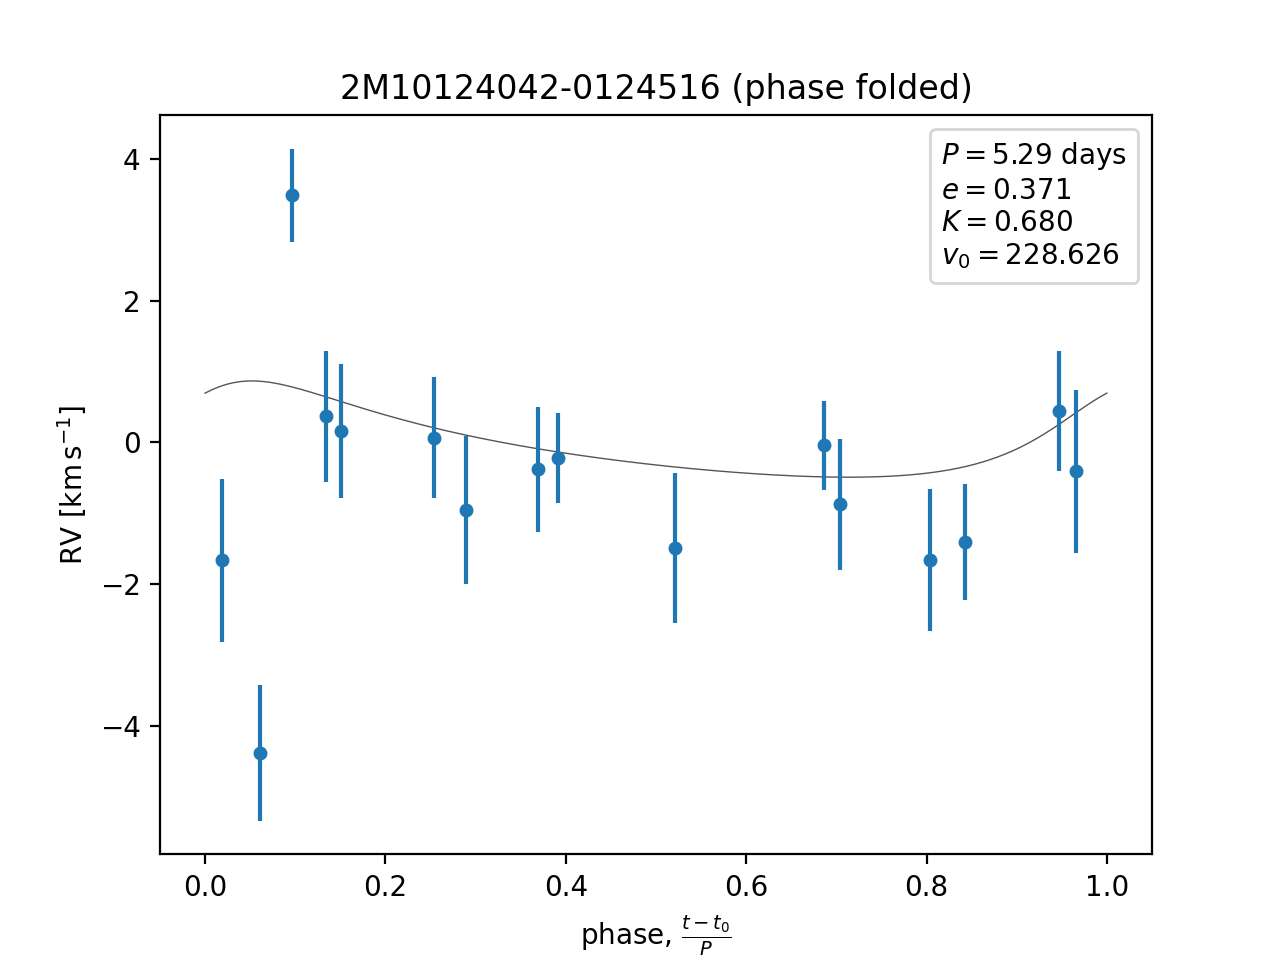 2M10124042-0124516 (phase folded)
P = 5.29 days
e = 0.371
K = 0.680
v₀ = 228.626
RV [km s⁻¹]
4
2
0
−2
−4
0.0 0.2 0.4 0.6 0.8 1.0
phase, (t − t₀)/P